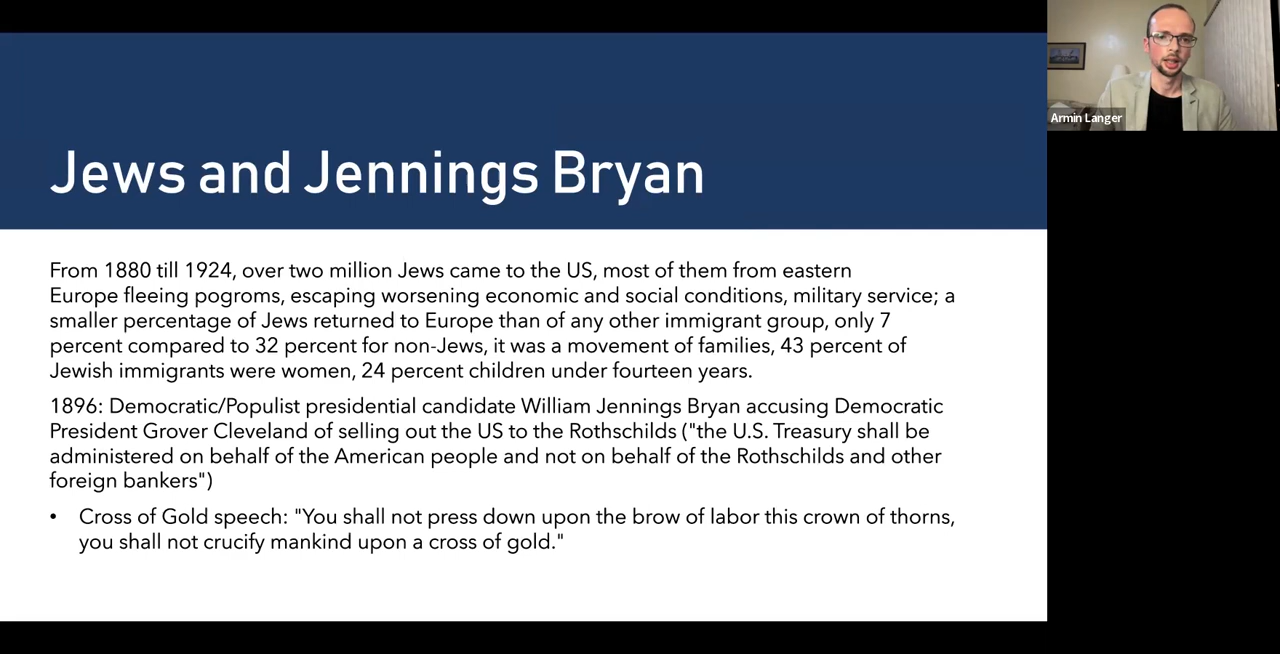 Jews and Jennings Bryan
Armin Langer
From 1880 till 1924, over two million Jews came to the US, most of them from eastern
Europe fleeing pogroms, escaping worsening economic and social conditions, military service; a
smaller percentage of Jews returned to Europe than of any other immigrant group, only 7
percent compared to 32 percent for non-Jews, it was a movement of families, 43 percent of
Jewish immigrants were women, 24 percent children under fourteen years.
1896: Democratic/Populist presidential candidate William Jennings Bryan accusing Democratic
President Grover Cleveland of selling out the US to the Rothschilds ("the U.S. Treasury shall be
administered on behalf of the American people and not on behalf of the Rothschilds and other
foreign bankers")
• Cross of Gold speech: "You shall not press down upon the brow of labor this crown of thorns,
you shall not crucify mankind upon a cross of gold."